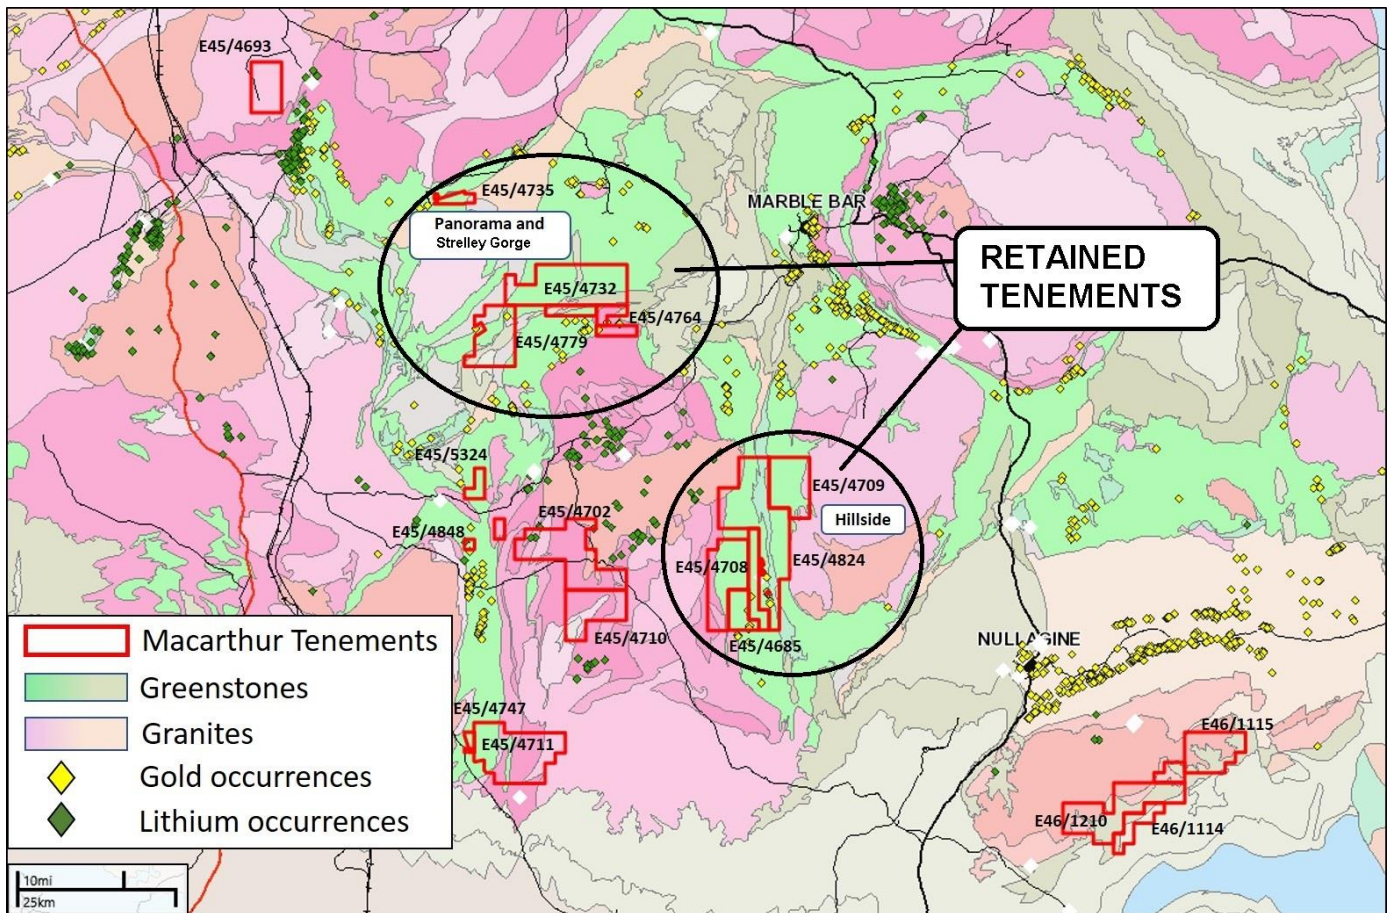 E45/4693
E45/4735
Panorama and
Strelley Gorge
MARBLE BAR
RETAINED
TENEMENTS
E45/4732
E45/4764
E45/4779
E45/5324
E45/4709
Hillside
E45/4702
E45/4848
E45/4708
E45/4824
E45/4710
E45/4685
NULLAGINE
Macarthur Tenements
Greenstones
Granites
Gold occurrences
Lithium occurrences
E45/4747
E45/4711
E46/1115
E46/1210
E46/1114
10mi
25km